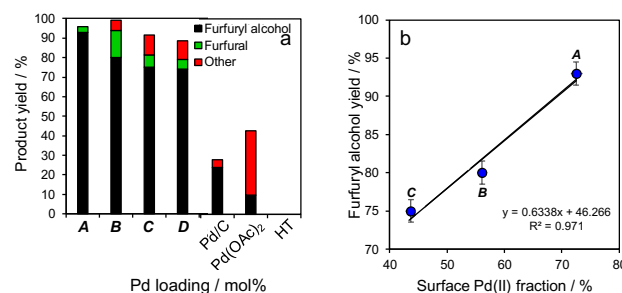 a
Product yield / %
100
90
80
70
60
50
40
30
20
10
0
Furfuryl alcohol
Furfural
Other
A B C D Pd/C Pd(OAc)2 HT
Pd loading / mol%
b
Furfuryl alcohol yield / %
100
95
90
85
80
75
70
A
B
C
y = 0.6338x + 46.266
R² = 0.971
40 50 60 70 80
Surface Pd(II) fraction / %